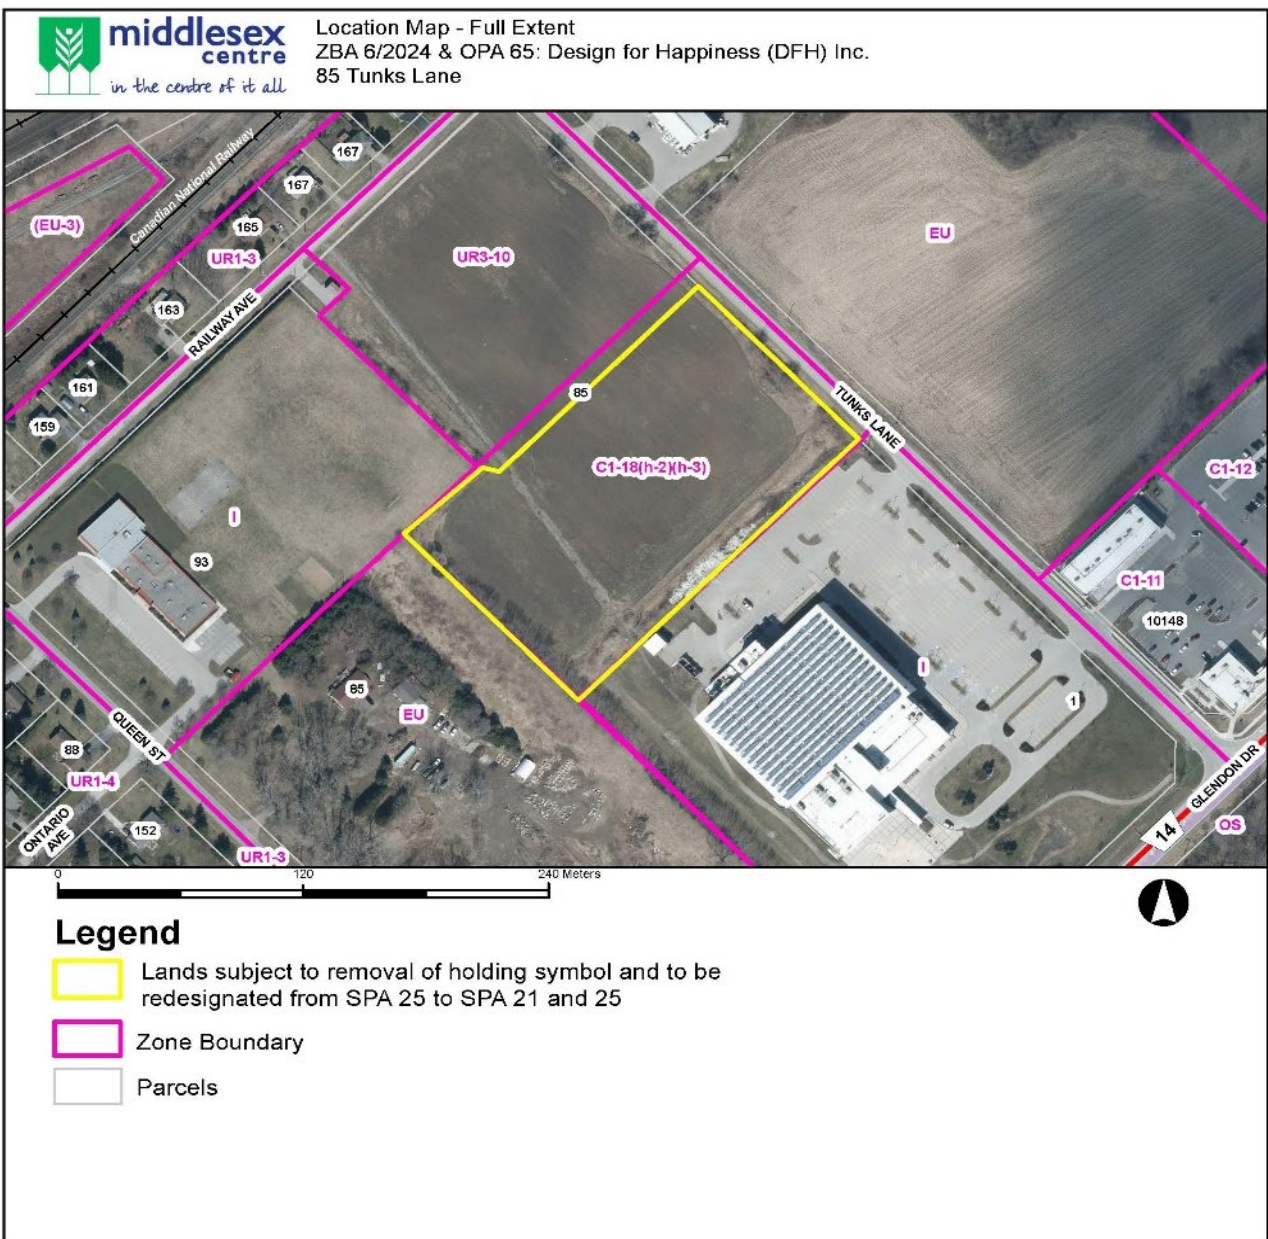 middlesex
centre
in the centre of it all
Location Map - Full Extent
ZBA 6/2024 & OPA 65: Design for Happiness (DFH) Inc.
85 Tunks Lane
Canadian National Railway
167
167
(EU-3)
165
UR1-3
UR3-10
EU
163
RAILWAY AVE
161
85
159
TUNKS LANE
C1-18(h-2)(h-3)
C1-12
I
93
C1-11
10148
I
85
EU
1
QUEEN ST
88
UR1-4
GLENDON DR
14
OS
ONTARIO
AVE
152
UR1-3
0 120 240 Meters
Legend
Lands subject to removal of holding symbol and to be
redesignated from SPA 25 to SPA 21 and 25
Zone Boundary
Parcels